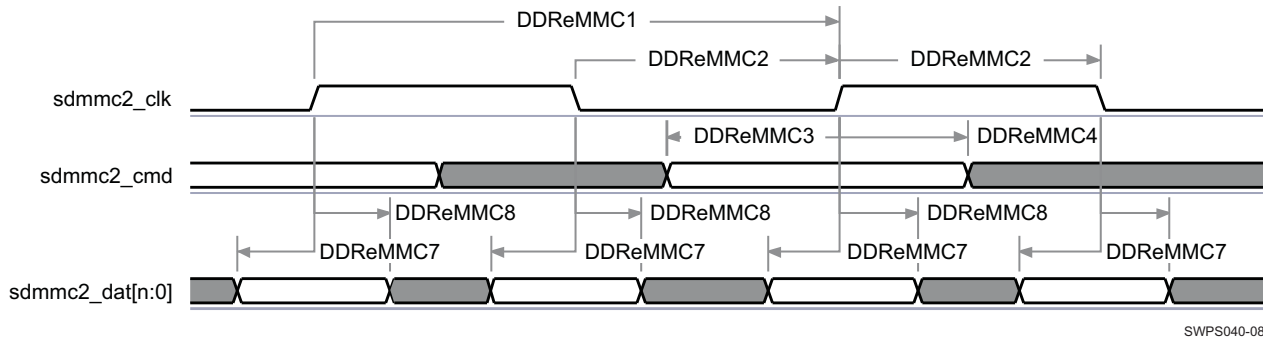 DDReMMC1
DDReMMC2 DDReMMC2
sdmmc2_clk
DDReMMC3 DDReMMC4
sdmmc2_cmd
DDReMMC8 DDReMMC8 DDReMMC8
DDReMMC7 DDReMMC7 DDReMMC7 DDReMMC7
sdmmc2_dat[n:0]
SWPS040-08